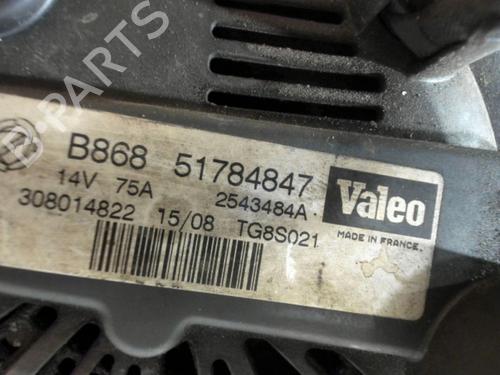 B868 51784847
14V 75A 2543484A
308014822 15/08 TG8S021
Valeo
MADE IN FRANCE.
B-PARTS